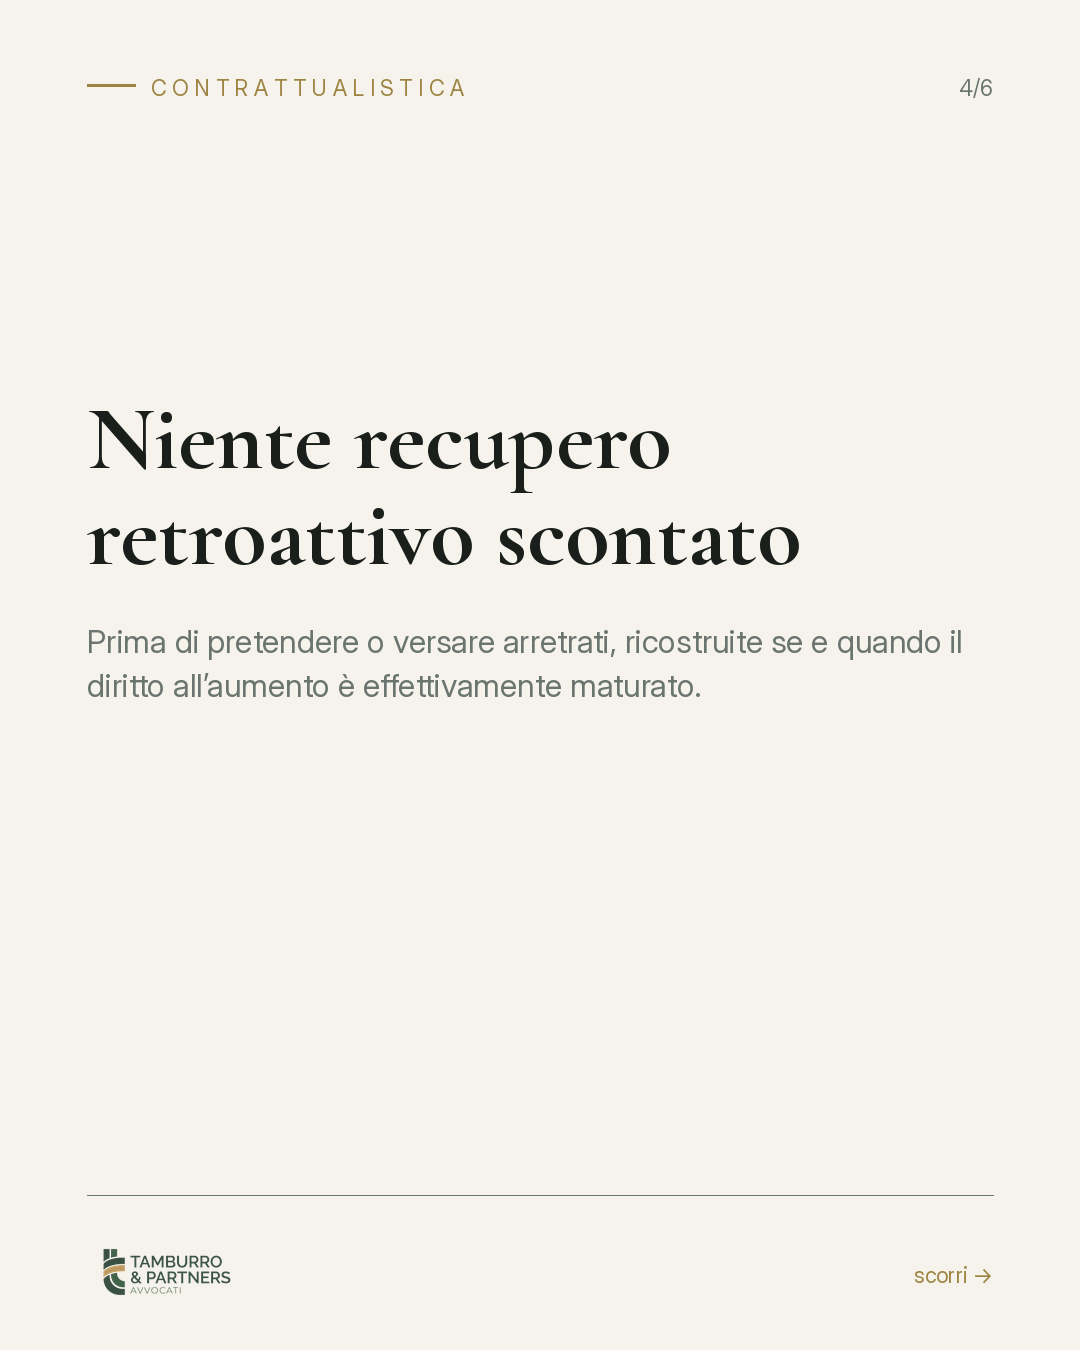 CONTRATTUALISTICA
4/6
Niente recupero
retroattivo scontato
Prima di pretendere o versare arretrati, ricostruite se e quando il
diritto all’aumento è effettivamente maturato.
TAMBURRO
& PARTNERS
AVVOCATI
scorri →